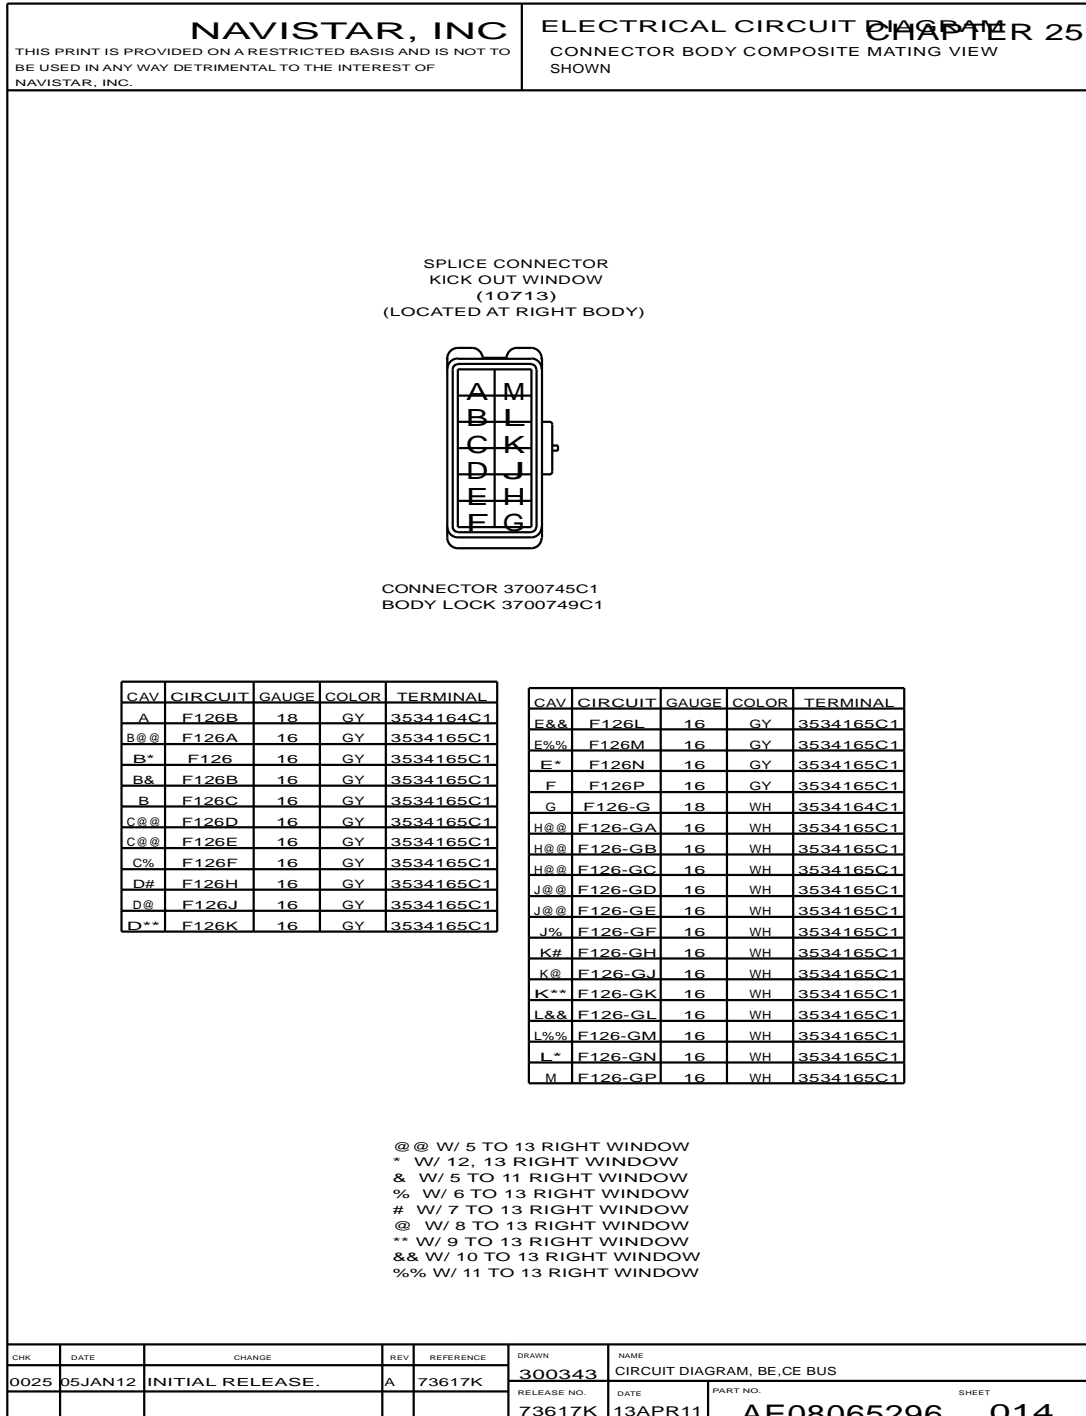 NAVISTAR, INC
THIS PRINT IS PROVIDED ON A RESTRICTED BASIS AND IS NOT TO
BE USED IN ANY WAY DETRIMENTAL TO THE INTEREST OF
NAVISTAR, INC.
ELECTRICAL CIRCUIT DIAGRAM
CHAPTER 25
CONNECTOR BODY COMPOSITE MATING VIEW
SHOWN
SPLICE CONNECTOR
KICK OUT WINDOW
(10713)
(LOCATED AT RIGHT BODY)
A M
B L
C K
D J
E H
F G
CONNECTOR 3700745C1
BODY LOCK 3700749C1
CAV CIRCUIT GAUGE COLOR TERMINAL
A F126B 18 GY 3534164C1
B@@ F126A 16 GY 3534165C1
B* F126 16 GY 3534165C1
B& F126B 16 GY 3534165C1
B F126C 16 GY 3534165C1
C@@ F126D 16 GY 3534165C1
C@@ F126E 16 GY 3534165C1
C% F126F 16 GY 3534165C1
D# F126H 16 GY 3534165C1
D@ F126J 16 GY 3534165C1
D** F126K 16 GY 3534165C1
CAV CIRCUIT GAUGE COLOR TERMINAL
E&& F126L 16 GY 3534165C1
E%% F126M 16 GY 3534165C1
E* F126N 16 GY 3534165C1
F F126P 16 GY 3534165C1
G F126-G 18 WH 3534164C1
H@@ F126-GA 16 WH 3534165C1
H@@ F126-GB 16 WH 3534165C1
H@@ F126-GC 16 WH 3534165C1
J@@ F126-GD 16 WH 3534165C1
J@@ F126-GE 16 WH 3534165C1
J% F126-GF 16 WH 3534165C1
K# F126-GH 16 WH 3534165C1
K@ F126-GJ 16 WH 3534165C1
K** F126-GK 16 WH 3534165C1
L&& F126-GL 16 WH 3534165C1
L%% F126-GM 16 WH 3534165C1
L* F126-GN 16 WH 3534165C1
M F126-GP 16 WH 3534165C1
@@ W/ 5 TO 13 RIGHT WINDOW
* W/ 12, 13 RIGHT WINDOW
& W/ 5 TO 11 RIGHT WINDOW
% W/ 6 TO 13 RIGHT WINDOW
# W/ 7 TO 13 RIGHT WINDOW
@ W/ 8 TO 13 RIGHT WINDOW
** W/ 9 TO 13 RIGHT WINDOW
&& W/ 10 TO 13 RIGHT WINDOW
%% W/ 11 TO 13 RIGHT WINDOW
CHK DATE CHANGE REV REFERENCE
0025 05JAN12 INITIAL RELEASE. A 73617K
DRAWN
300343
NAME
CIRCUIT DIAGRAM, BE,CE BUS
RELEASE NO.
73617K
DATE
13APR11
PART NO.
AE08065296
SHEET
014